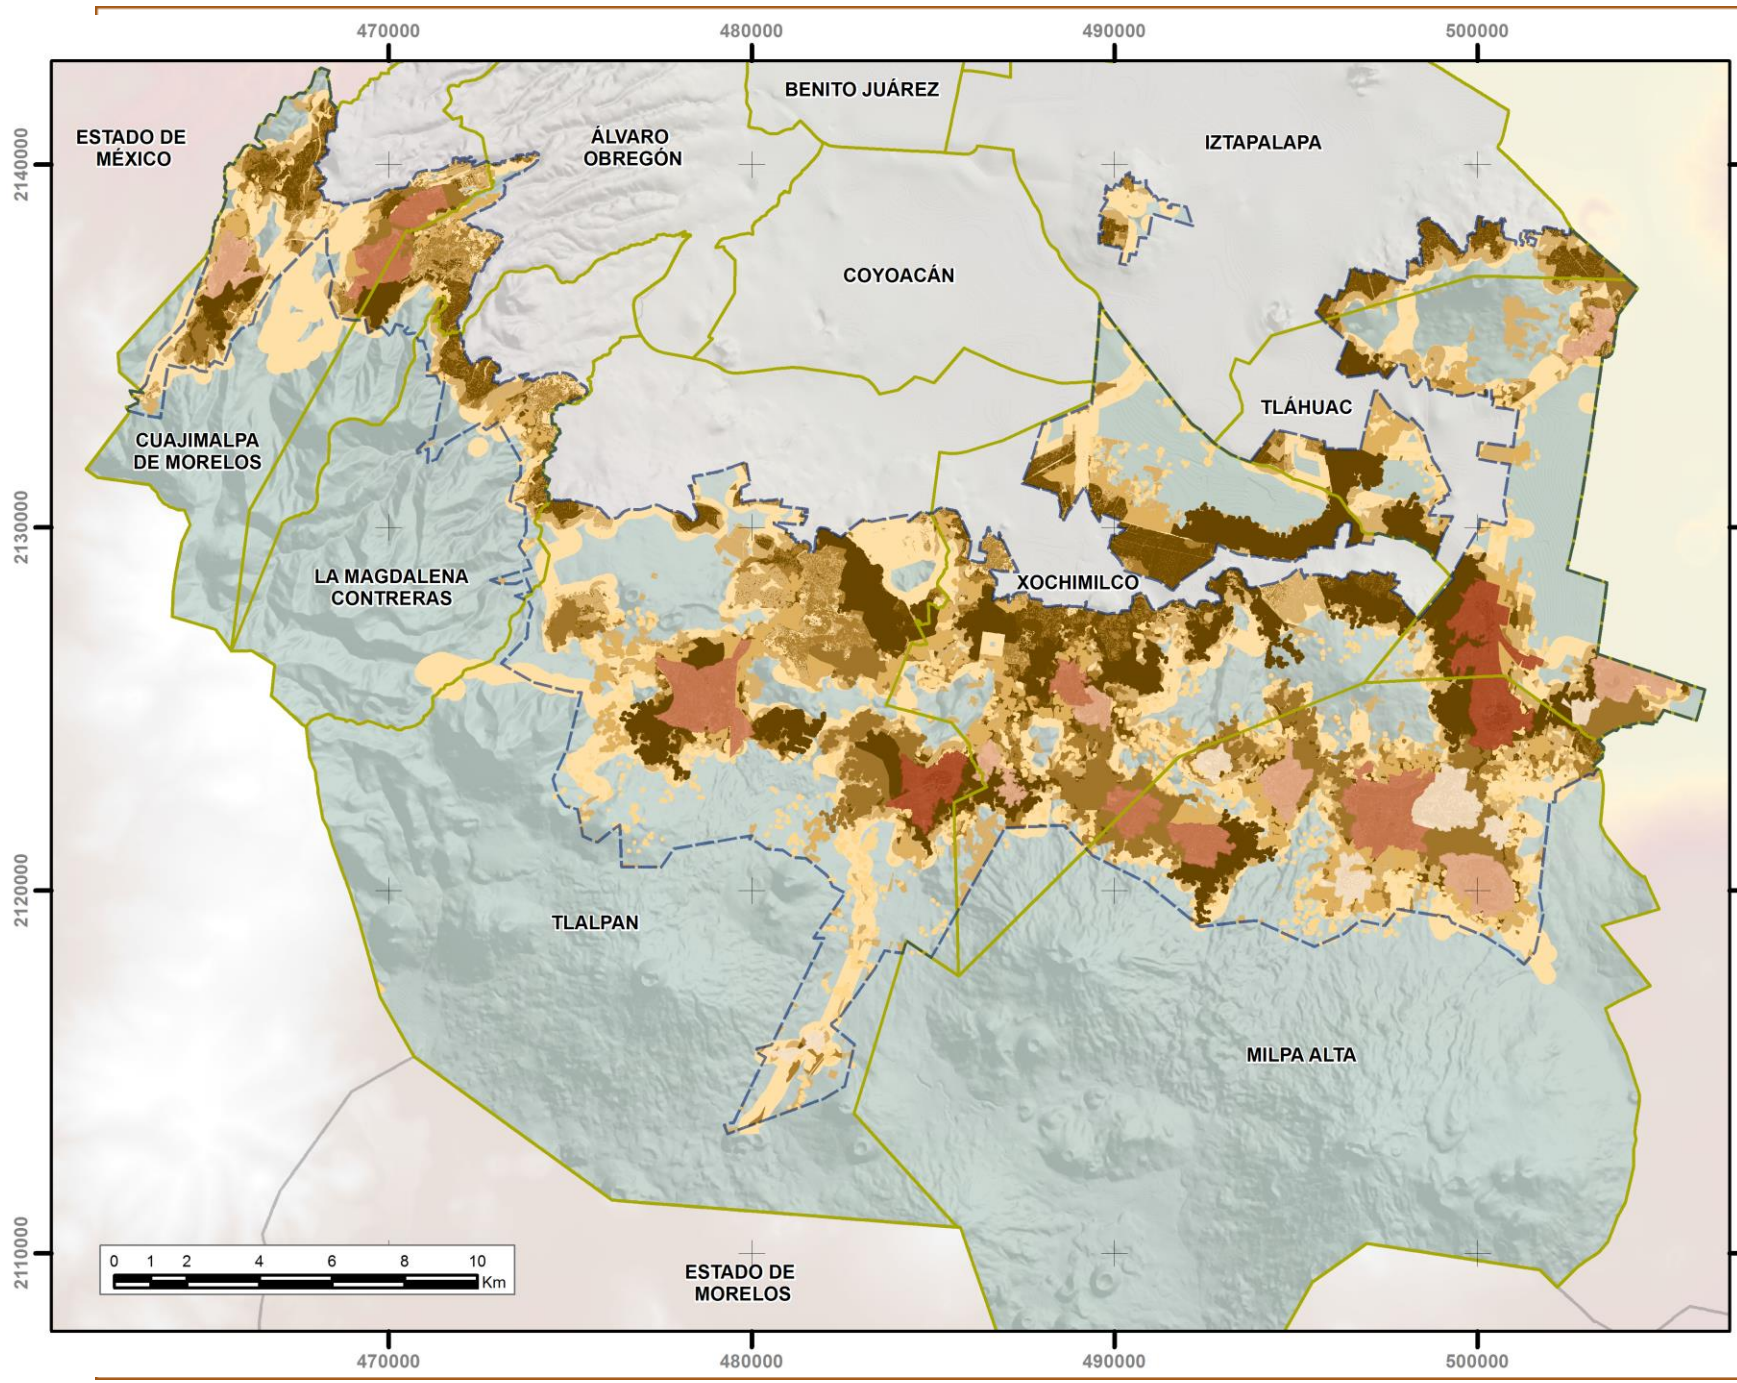 470000
480000
490000
500000
BENITO JUÁREZ
ESTADO DE
MÉXICO
ÁLVARO
OBREGÓN
IZTAPALAPA
2140000
COYOACÁN
TLÁHUAC
CUAJIMALPA
DE MORELOS
2130000
LA MAGDALENA
CONTRERAS
XOCHIMILCO
2120000
TLALPAN
MILPA ALTA
2110000
0 1 2 4 6 8 10
Km
ESTADO DE
MORELOS
470000
480000
490000
500000